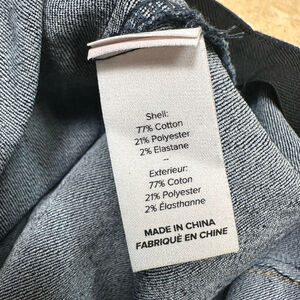 Shell:
77% Cotton
21% Polyester
2% Elastane
--
Exterieur:
77% Coton
21% Polyester
2% Élasthanne
MADE IN CHINA
FABRIQUÈ EN CHINE